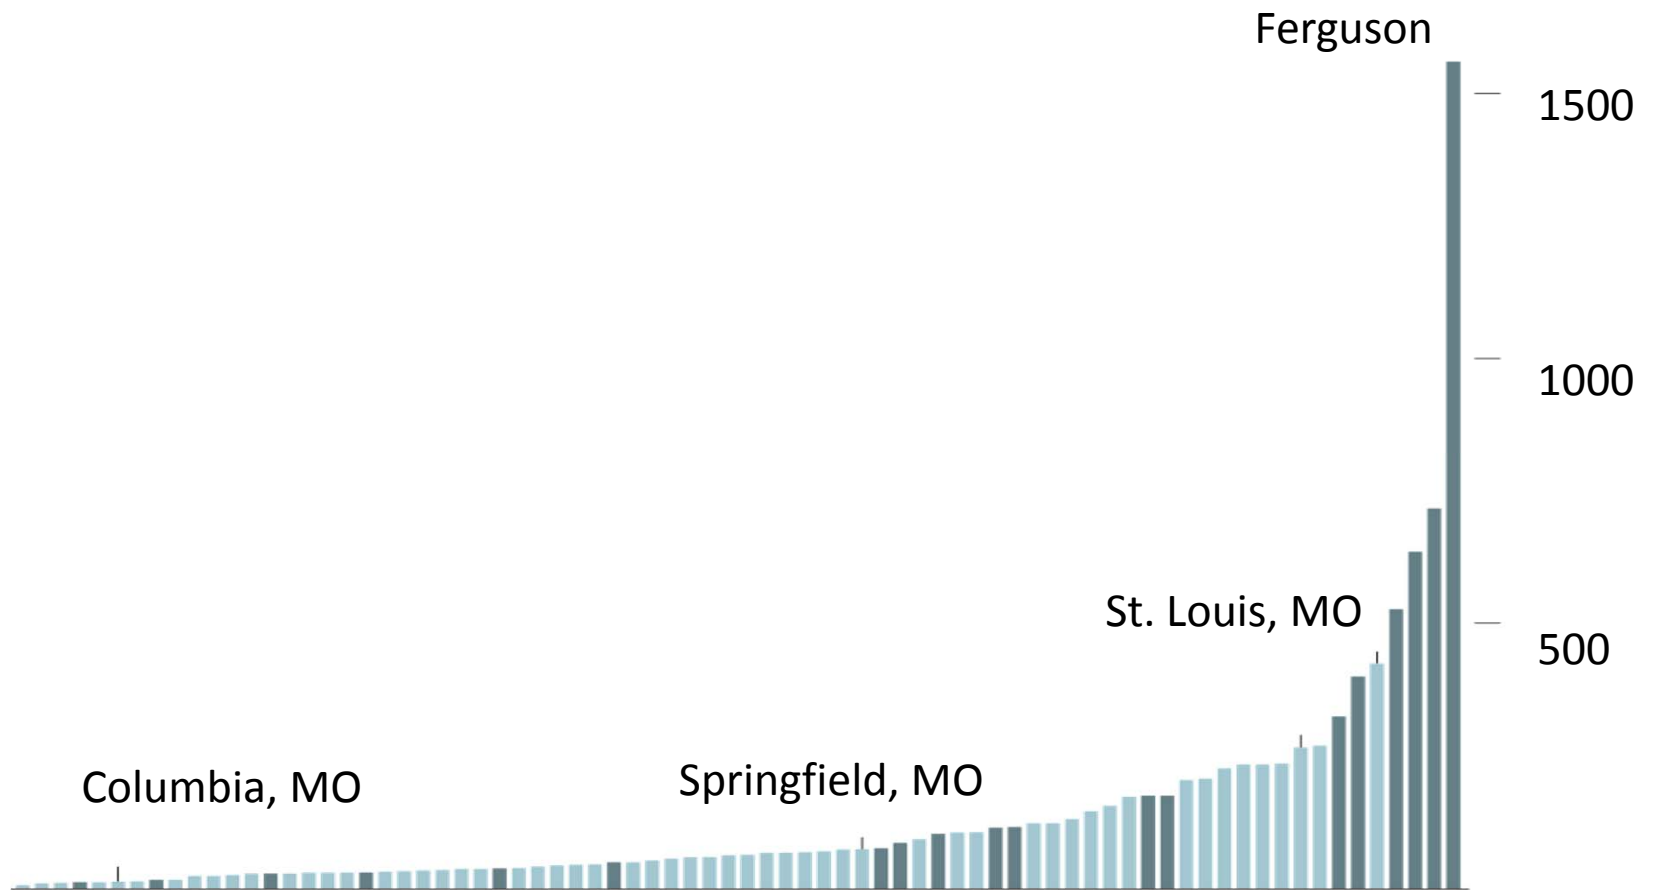 Ferguson
1500
1000
St. Louis, MO
500
Columbia, MO
Springfield, MO